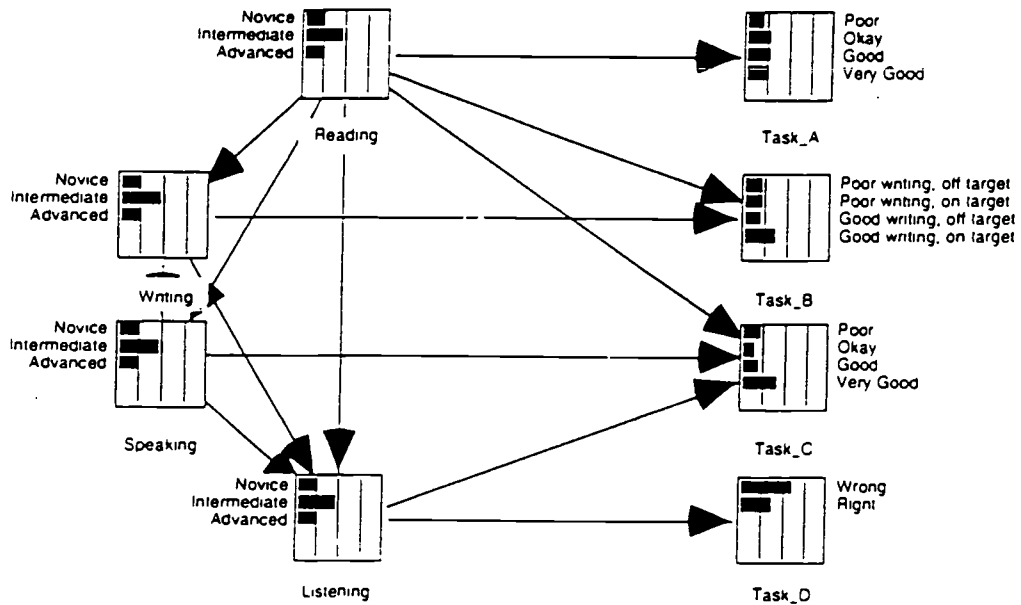 Novice
Intermediate
Advanced
Reading
Poor
Okay
Good
Very Good
Task_A
Novice
Intermediate
Advanced
Writing
Poor writing, off target
Poor writing, on target
Good writing, off target
Good writing, on target
Task_B
Novice
Intermediate
Advanced
Speaking
Poor
Okay
Good
Very Good
Task_C
Novice
Intermediate
Advanced
Listening
Wrong
Right
Task_D